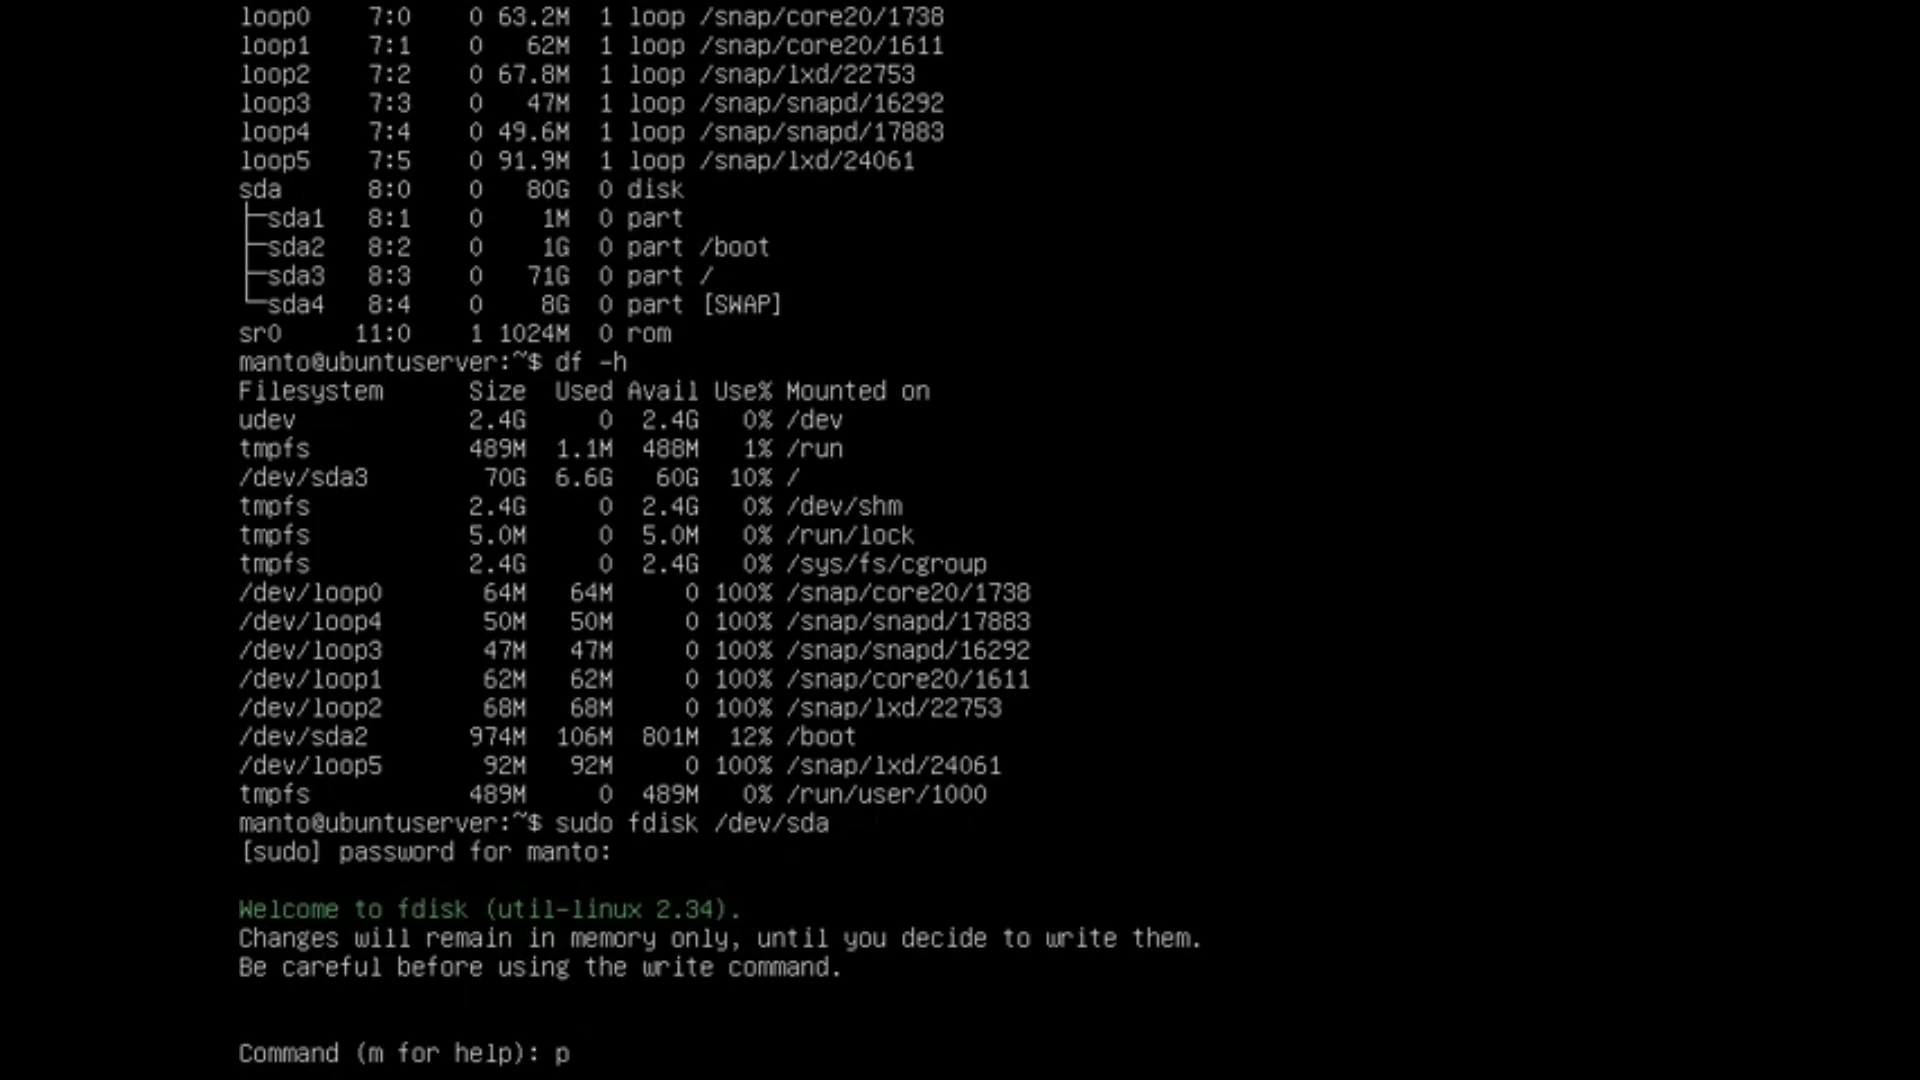 loop0    7:0    0 63.2M  1 loop /snap/core20/1738
loop1    7:1    0   62M  1 loop /snap/core20/1611
loop2    7:2    0 67.8M  1 loop /snap/lxd/22753
loop3    7:3    0   47M  1 loop /snap/snapd/16292
loop4    7:4    0 49.6M  1 loop /snap/snapd/17883
loop5    7:5    0 91.9M  1 loop /snap/lxd/24061
sda      8:0    0   80G  0 disk
├─sda1   8:1    0    1M  0 part
├─sda2   8:2    0    1G  0 part /boot
├─sda3   8:3    0   71G  0 part /
└─sda4   8:4    0    8G  0 part [SWAP]
sr0     11:0    1 1024M  0 rom
manto@ubuntuserver:~$ df -h
Filesystem      Size  Used Avail Use% Mounted on
udev            2.4G     0  2.4G   0% /dev
tmpfs           489M  1.1M  488M   1% /run
/dev/sda3        70G  6.6G   60G  10% /
tmpfs           2.4G     0  2.4G   0% /dev/shm
tmpfs           5.0M     0  5.0M   0% /run/lock
tmpfs           2.4G     0  2.4G   0% /sys/fs/cgroup
/dev/loop0       64M   64M     0 100% /snap/core20/1738
/dev/loop4       50M   50M     0 100% /snap/snapd/17883
/dev/loop3       47M   47M     0 100% /snap/snapd/16292
/dev/loop1       62M   62M     0 100% /snap/core20/1611
/dev/loop2       68M   68M     0 100% /snap/lxd/22753
/dev/sda2       974M  106M  801M  12% /boot
/dev/loop5       92M   92M     0 100% /snap/lxd/24061
tmpfs           489M     0  489M   0% /run/user/1000
manto@ubuntuserver:~$ sudo fdisk /dev/sda
[sudo] password for manto:
Welcome to fdisk (util-linux 2.34).
Changes will remain in memory only, until you decide to write them.
Be careful before using the write command.
Command (m for help): p